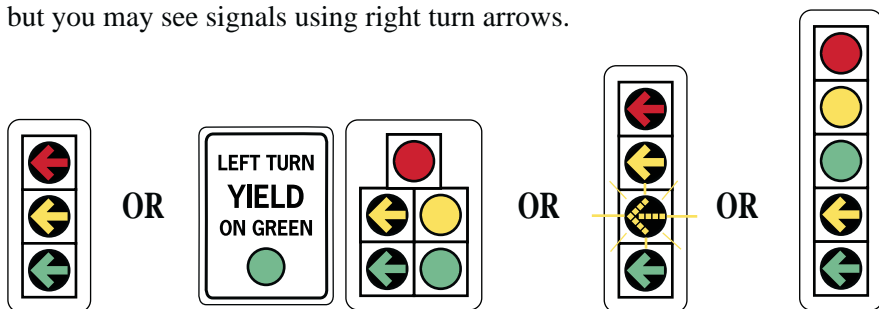 but you may see signals using right turn arrows.
LEFT TURN
YIELD
ON GREEN
OR
OR
OR